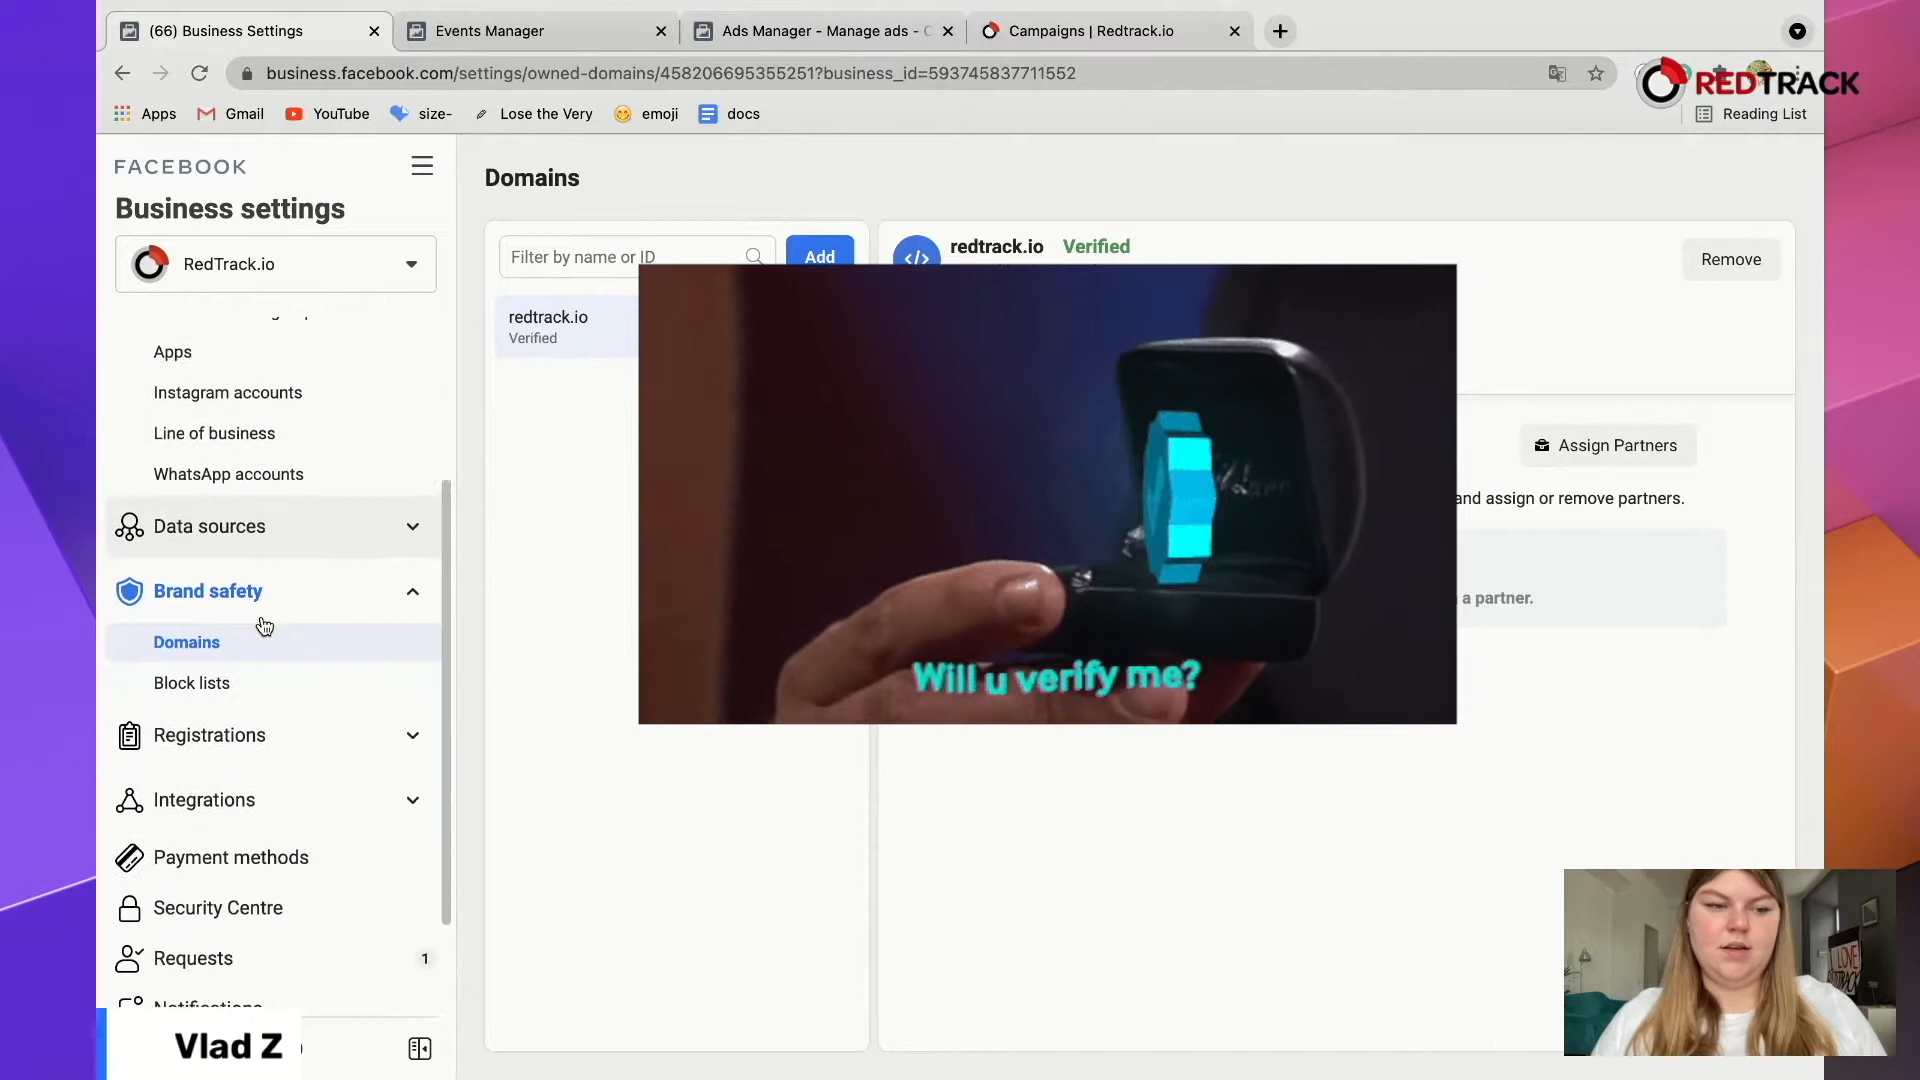 (66) Business Settings
Events Manager
Ads Manager - Manage ads - C
Campaigns | Redtrack.io
business.facebook.com/settings/owned-domains/458206695355251?business_id=593745837711552
REDTRACK
Apps
Gmail
YouTube
size-
Lose the Very
emoji
docs
Reading List
FACEBOOK
Business settings
RedTrack.io
Apps
Instagram accounts
Line of business
WhatsApp accounts
Data sources
Brand safety
Domains
Block lists
Registrations
Integrations
Payment methods
Security Centre
Requests 1
Notifications
Vlad Z
Domains
Filter by name or ID
Add
redtrack.io
Verified
redtrack.io Verified
Remove
Assign Partners
and assign or remove partners.
a partner.
Will u verify me?
I LOVE
REDTRACK